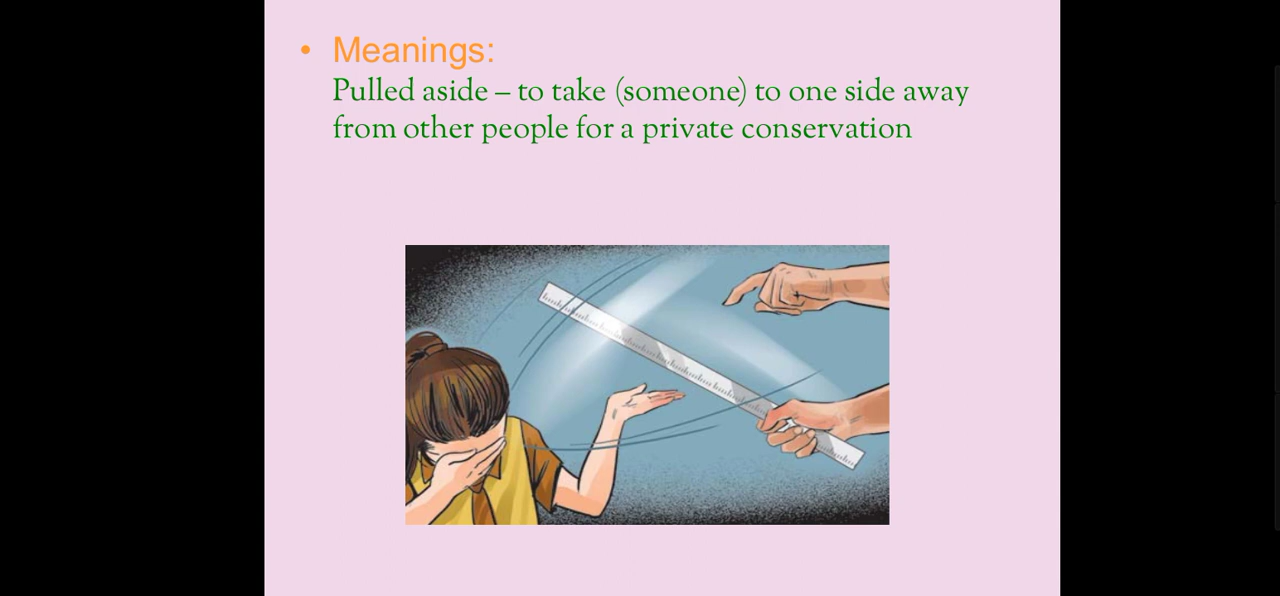 • Meanings:
Pulled aside – to take (someone) to one side away
from other people for a private conservation